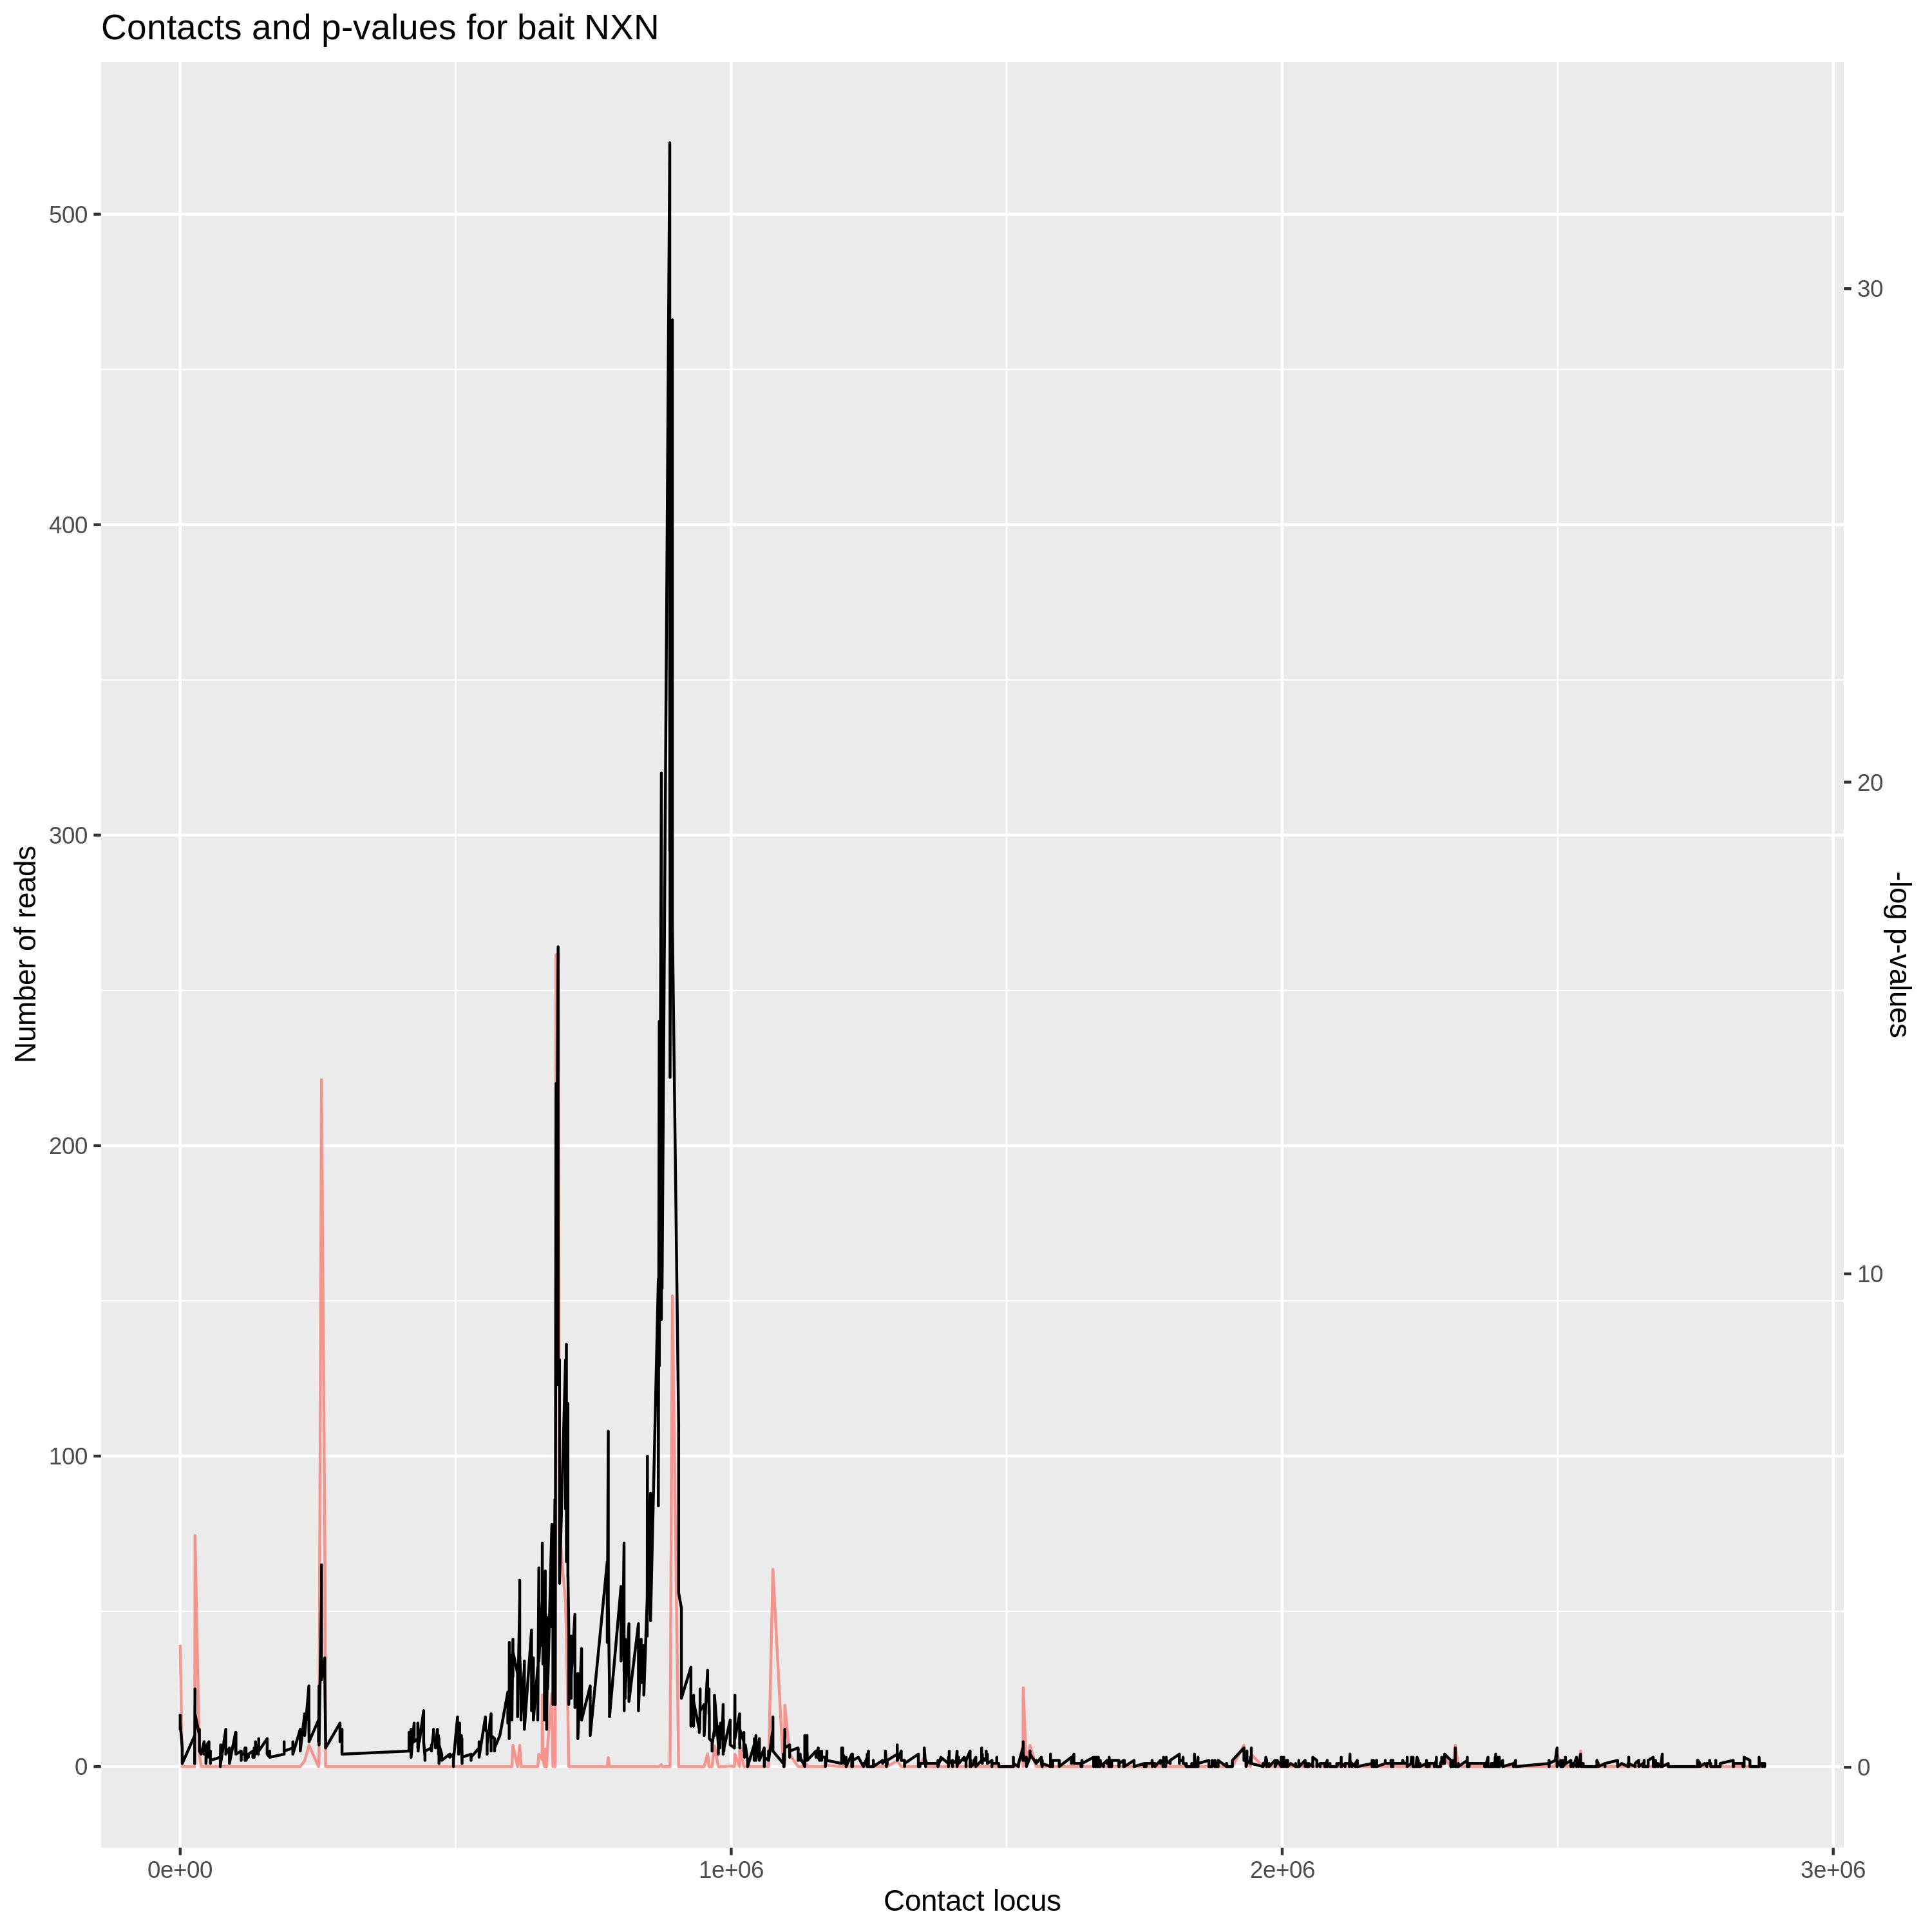 Contacts and p-values for bait NXN
Number of reads
500
400
300
200
100
0
30
20
10
0
-log p-values
0e+00
1e+06
2e+06
3e+06
Contact locus